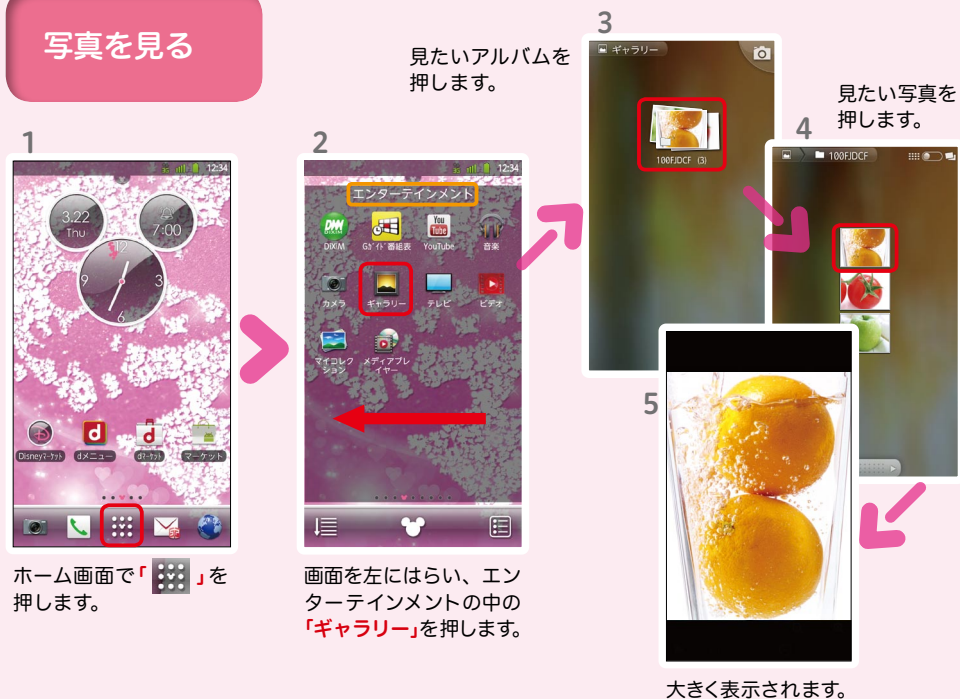 写真を見る
1
12:34
3.22
Thu
7:00
12
9
3
6
Disneyマーケット
dメニュー
dマーケット
マーケット
ホーム画面で「 」を
押します。
2
3G
12:34
エンターテインメント
DiXiM
Gガイド番組表
YouTube
音楽
カメラ
ギャラリー
テレビ
ビデオ
マイコレク
ション
メディアプレ
イヤー
画面を左にはらい、エン
ターテインメントの中の
「ギャラリー」を押します。
見たいアルバムを
押します。
3
ギャラリー
100FJDCF (3)
見たい写真を
押します。
4
100FJDCF
5
大きく表示されます。